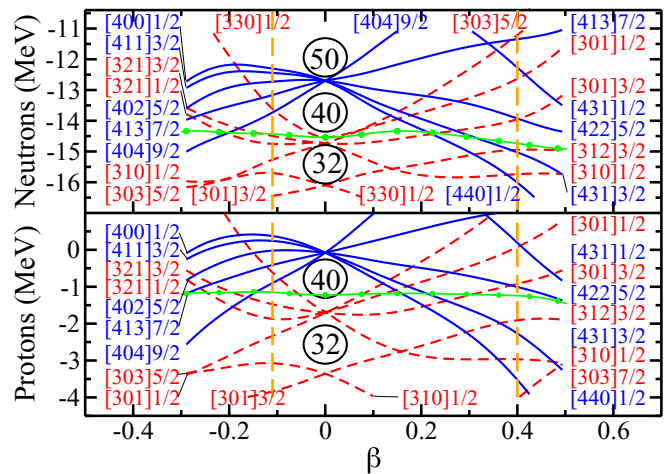 [400]1/2 [330]1/2 [404]9/2 [303]5/2 [413]7/2
-11
[411]3/2 [301]1/2
-12
[321]3/2 50
[321]1/2 [301]3/2
-13
[402]5/2 40 [431]1/2
-14
[413]7/2 [422]5/2
-15
[404]9/2 32 [312]3/2
[310]1/2 [310]1/2
-16
[303]5/2 [301]3/2 [330]1/2 [440]1/2 [431]3/2
Neutrons (MeV)
[400]1/2 [301]1/2
0
[411]3/2 [431]1/2
[321]3/2 40 [301]3/2
-1
[321]1/2 [422]5/2
[402]5/2 [312]3/2
-2
[413]7/2 32 [431]3/2
[404]9/2 [310]1/2
-3
[303]5/2 [303]7/2
[301]1/2 [301]3/2 [310]1/2 [440]1/2
-4
Protons (MeV)
-0.4 -0.2 0 0.2 0.4 0.6
β